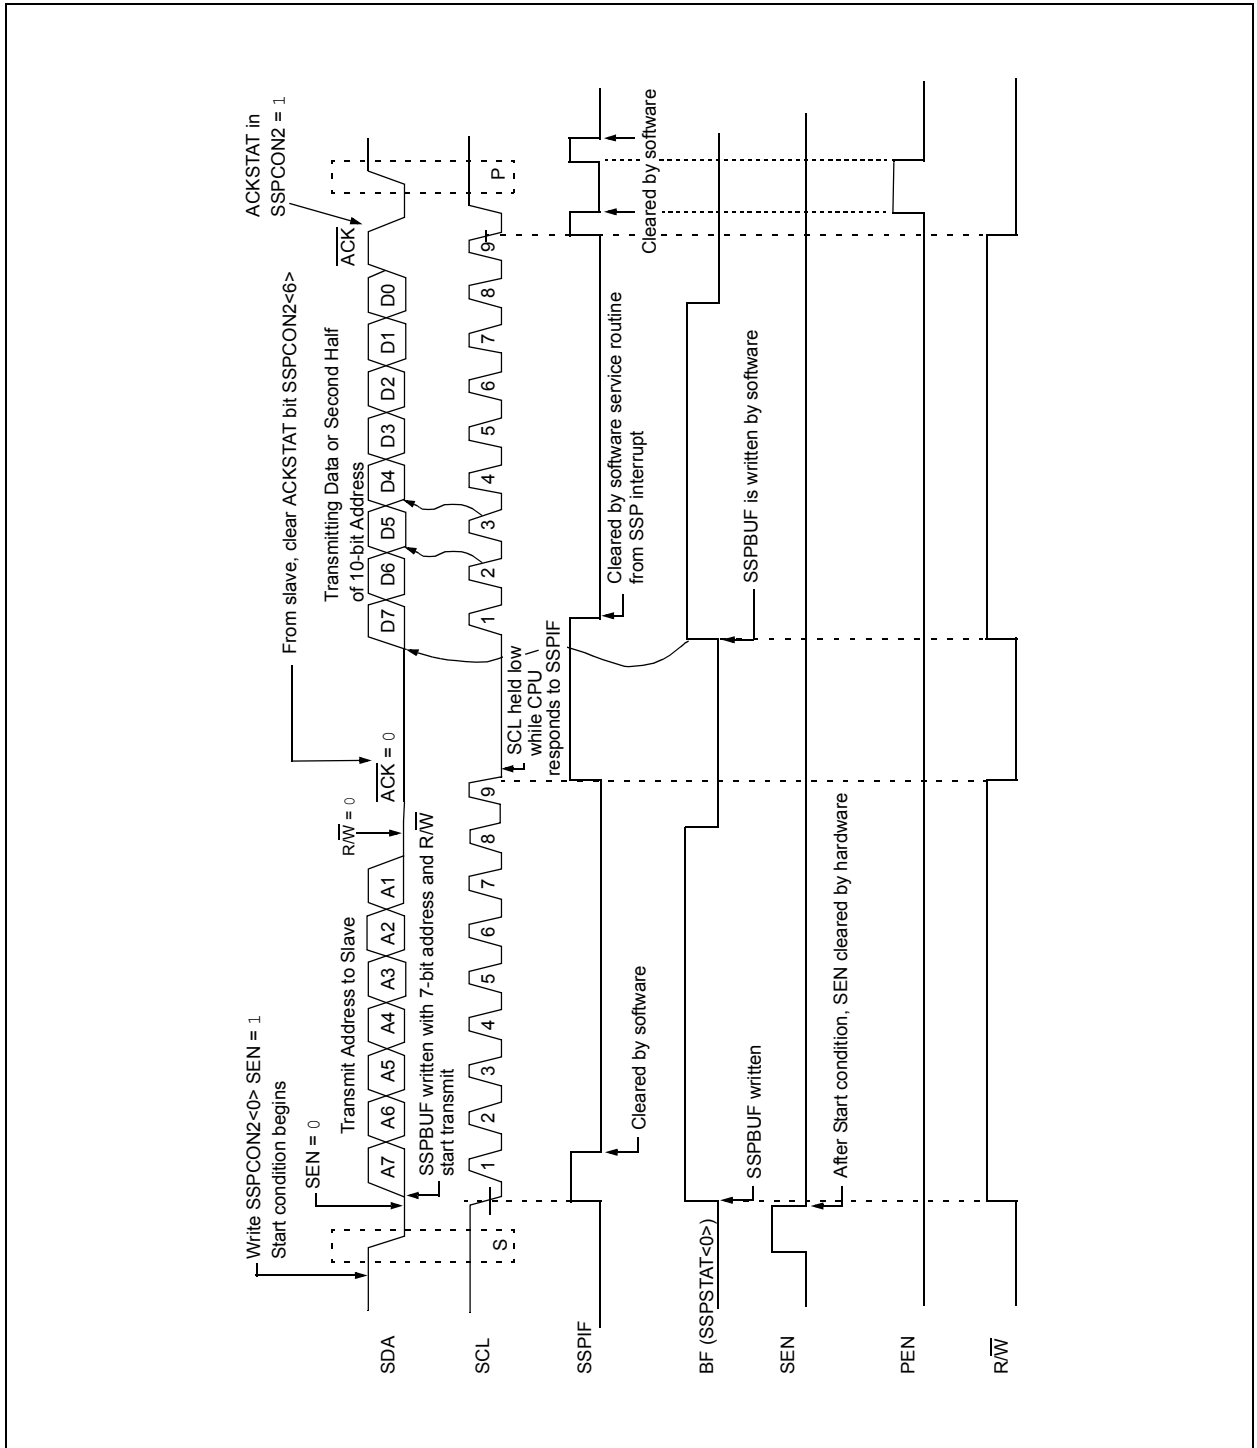 Write SSPCON2<0> SEN = 1
Start condition begins
SEN = 0
Transmit Address to Slave
R/W = 0
From slave, clear ACKSTAT bit SSPCON2<6>
ACK = 0
Transmitting Data or Second Half
of 10-bit Address
ACKSTAT in
SSPCON2 = 1
ACK
SDA
A7 A6 A5 A4 A3 A2 A1
D7 D6 D5 D4 D3 D2 D1 D0
SSPBUF written with 7-bit address and R/W
start transmit
SCL
S
1 2 3 4 5 6 7 8 9
1 2 3 4 5 6 7 8 9
P
SCL held low
while CPU
responds to SSPIF
SSPIF
Cleared by software
Cleared by software service routine
from SSP interrupt
Cleared by software
BF (SSPSTAT<0>)
SSPBUF written
SSPBUF is written by software
SEN
After Start condition, SEN cleared by hardware
PEN
R/W